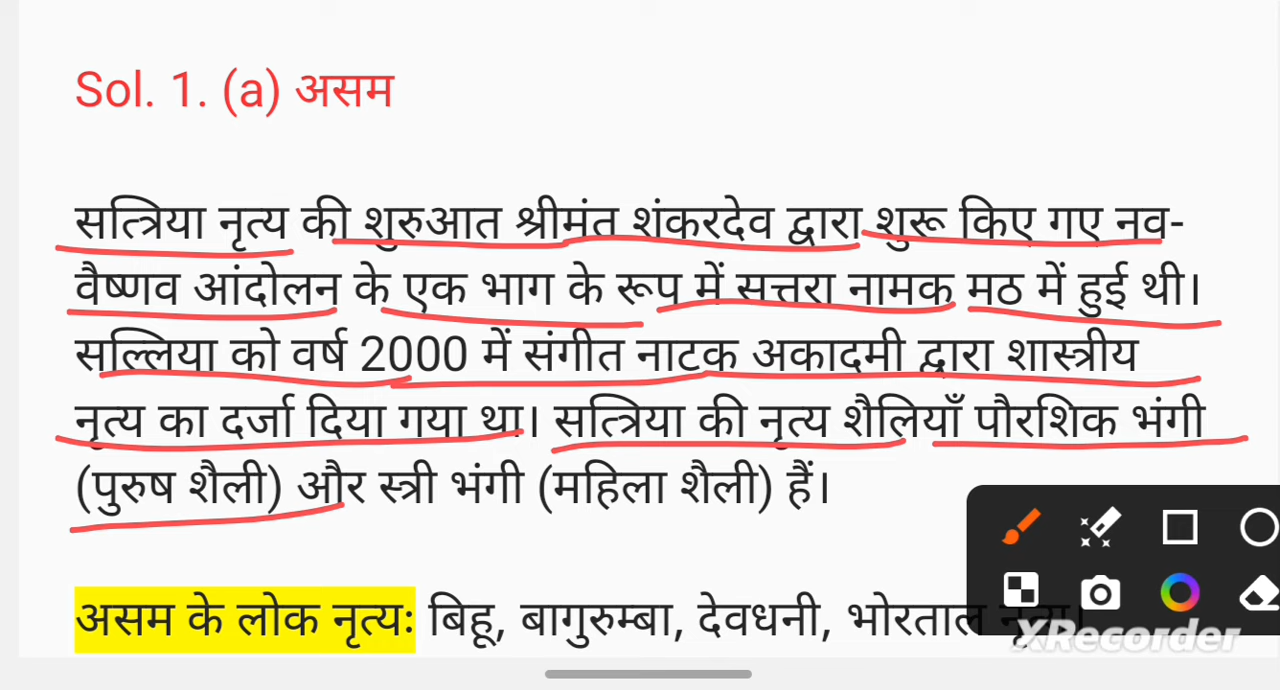 Sol. 1. (a) असम
सत्त्रिया नृत्य की शुरुआत श्रीमंत शंकरदेव द्वारा शुरू किए गए नव-
वैष्णव आंदोलन के एक भाग के रूप में सत्तरा नामक मठ में हुई थी।
सल्लिया को वर्ष 2000 में संगीत नाटक अकादमी द्वारा शास्त्रीय
नृत्य का दर्जा दिया गया था। सत्त्रिया की नृत्य शैलियाँ पौरशिक भंगी
(पुरुष शैली) और स्त्री भंगी (महिला शैली) हैं।
असम के लोक नृत्यः बिहू, बागुरुम्बा, देवधनी, भोरताल नृत्य।
XRecorder